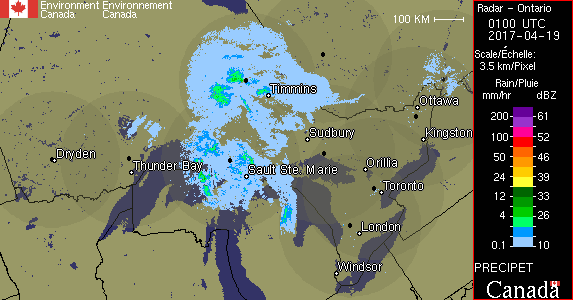 Environment Environnement
Canada Canada
100 KM
Timmins
Ottawa
Sudbury
Kingston
Dryden
Thunder Bay
Sault Ste. Marie
Orillia
Toronto
London
Windsor
Radar - Ontario
0100 UTC
2017-04-19
Scale/Échelle:
3.5 km/Pixel
Rain/Pluie
mm/hr dBZ
200 61
100 52
50 46
24 39
12 33
4 26
0.1 10
PRECIPET
Canada